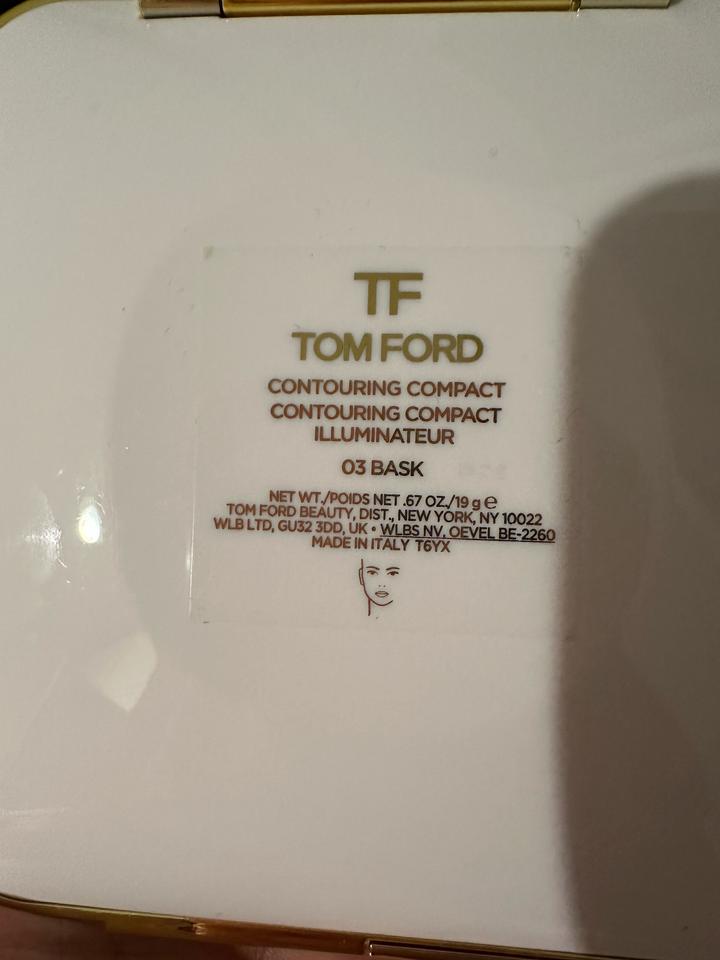 TF
TOM FORD
CONTOURING COMPACT
CONTOURING COMPACT
ILLUMINATEUR
03 BASK
NET WT./POIDS NET .67 OZ./19 g ℮
TOM FORD BEAUTY, DIST., NEW YORK, NY 10022
WLB LTD, GU32 3DD, UK • WLBS NV, OEVEL BE-2260
MADE IN ITALY T6YX